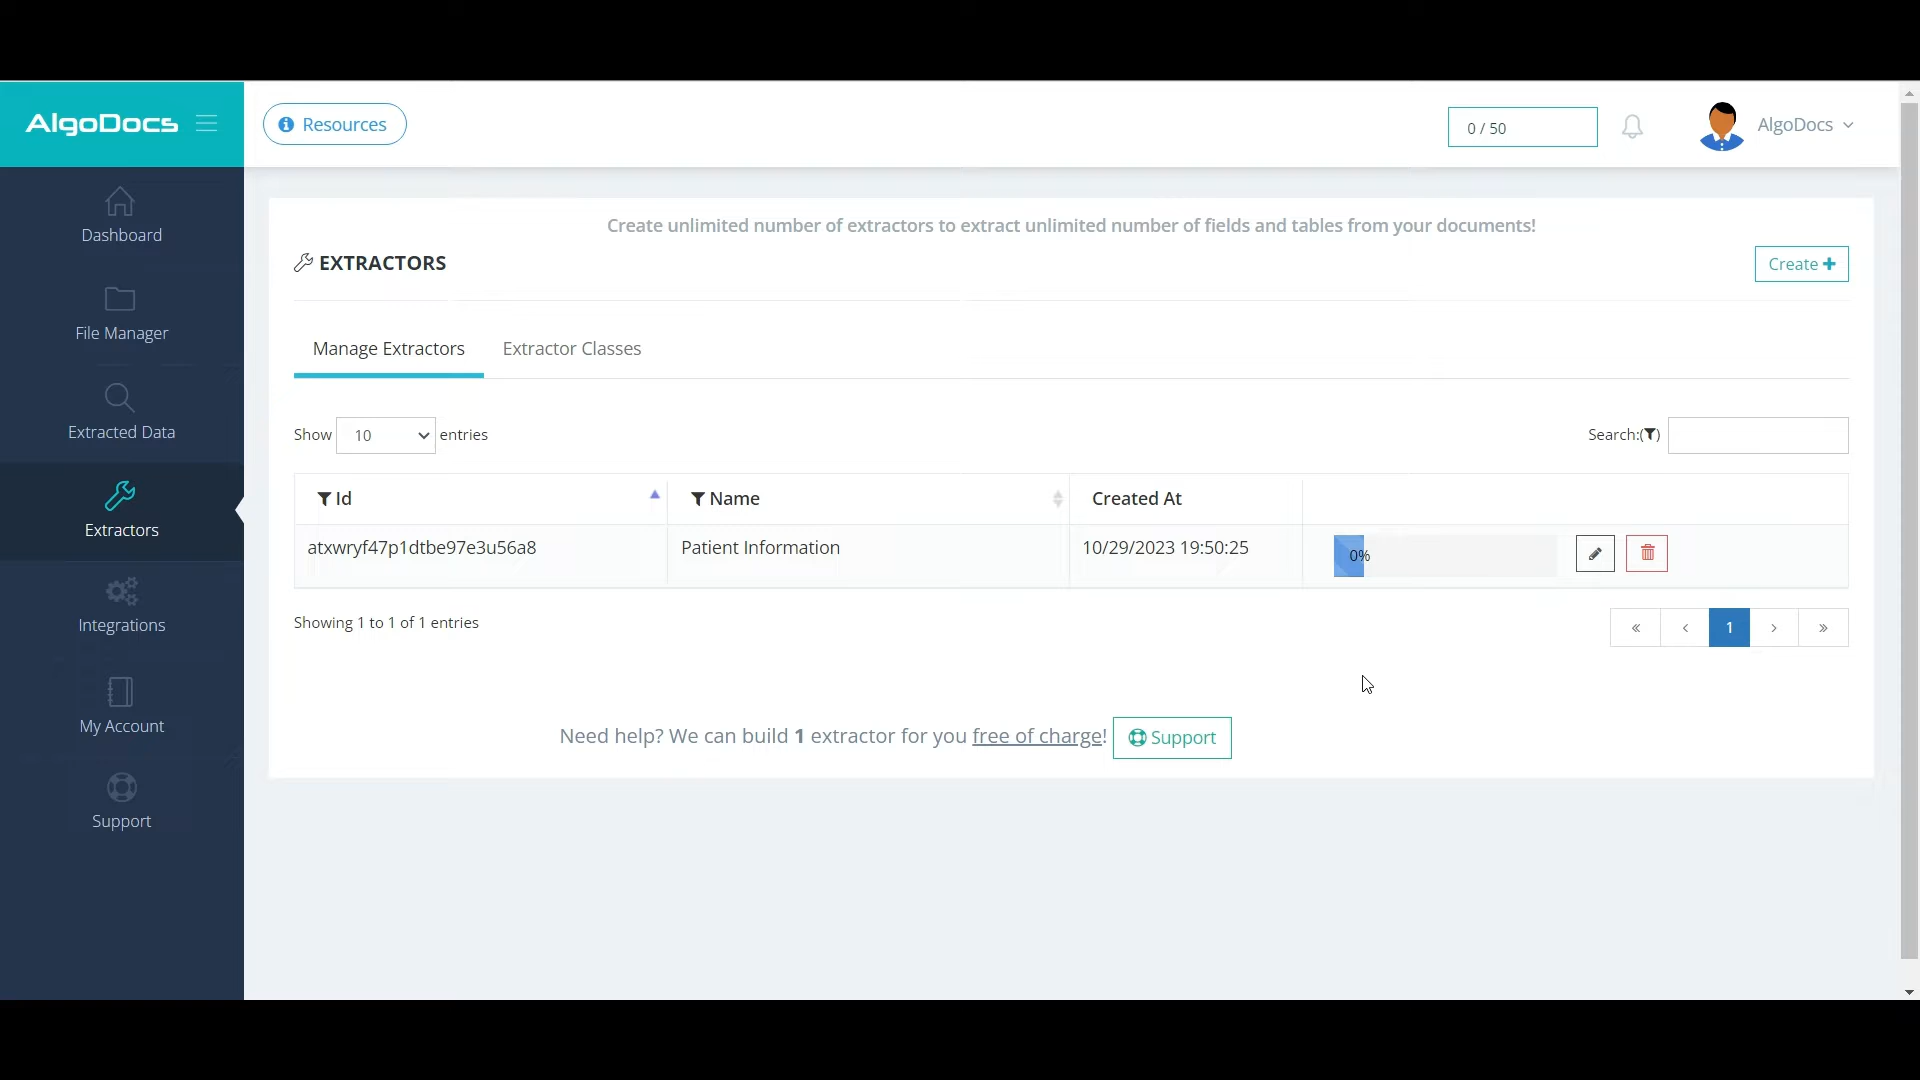 AlgoDocs
Resources
0 / 50
AlgoDocs
Dashboard
File Manager
Extracted Data
Extractors
Integrations
My Account
Support
Create unlimited number of extractors to extract unlimited number of fields and tables from your documents!
EXTRACTORS
Create
Manage Extractors
Extractor Classes
Show 10 entries
Search:( )
Id
Name
Created At
atxwryf47p1dtbe97e3u56a8
Patient Information
10/29/2023 19:50:25
0%
Showing 1 to 1 of 1 entries
« ‹ 1 › »
Need help? We can build 1 extractor for you free of charge! Support